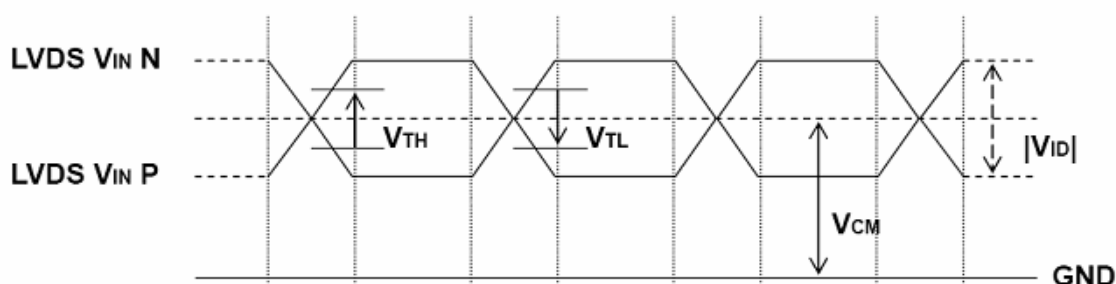 LVDS VIN N
VTH
VTL
|VID|
LVDS VIN P
VCM
GND